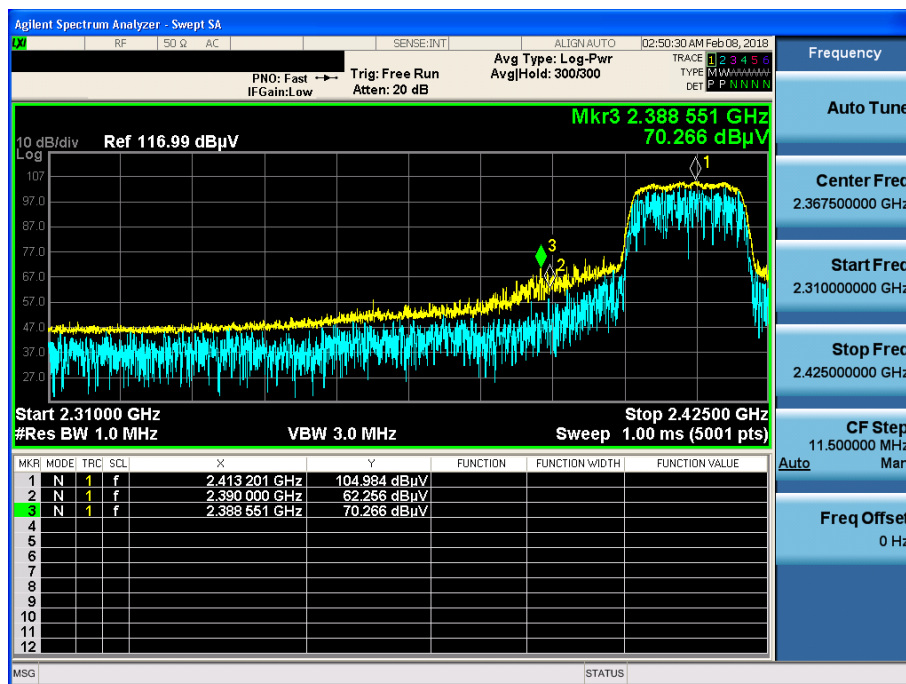 Agilent Spectrum Analyzer - Swept SA
LXI RF 50 Ω AC SENSE:INT ALIGN AUTO 02:50:30 AM Feb 08, 2018
PNO: Fast
IFGain:Low
Trig: Free Run
Atten: 20 dB
Avg Type: Log-Pwr
Avg|Hold: 300/300
TRACE 1 2 3 4 5 6
TYPE M
DET P P N N N N
Mkr3 2.388 551 GHz
70.266 dBµV
10 dB/div Ref 116.99 dBµV
Log
107
97.0
87.0
77.0
67.0
57.0
47.0
37.0
27.0
1
3
2
Start 2.31000 GHz Stop 2.42500 GHz
#Res BW 1.0 MHz VBW 3.0 MHz Sweep 1.00 ms (5001 pts)
MKR MODE TRC SCL X Y FUNCTION FUNCTION WIDTH FUNCTION VALUE
1 N 1 f 2.413 201 GHz 104.984 dBµV
2 N 1 f 2.390 000 GHz 62.256 dBµV
3 N 1 f 2.388 551 GHz 70.266 dBµV
4
5
6
7
8
9
10
11
12
MSG STATUS
Frequency
Auto Tune
Center Freq
2.367500000 GHz
Start Freq
2.310000000 GHz
Stop Freq
2.425000000 GHz
CF Step
11.500000 MHz
Auto Man
Freq Offset
0 Hz